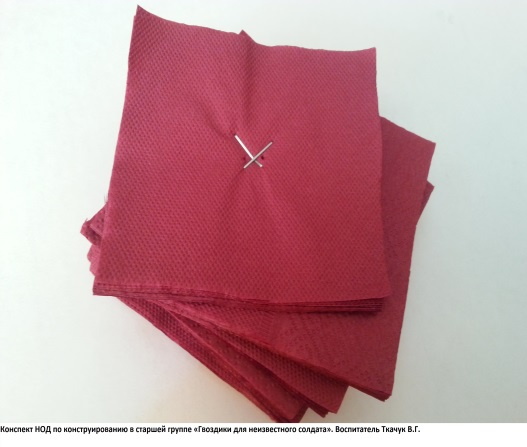 Конспект НОД по конструированию в старшей группе «Гвоздики для неизвестного солдата». Воспитатель Ткачук В.Г.